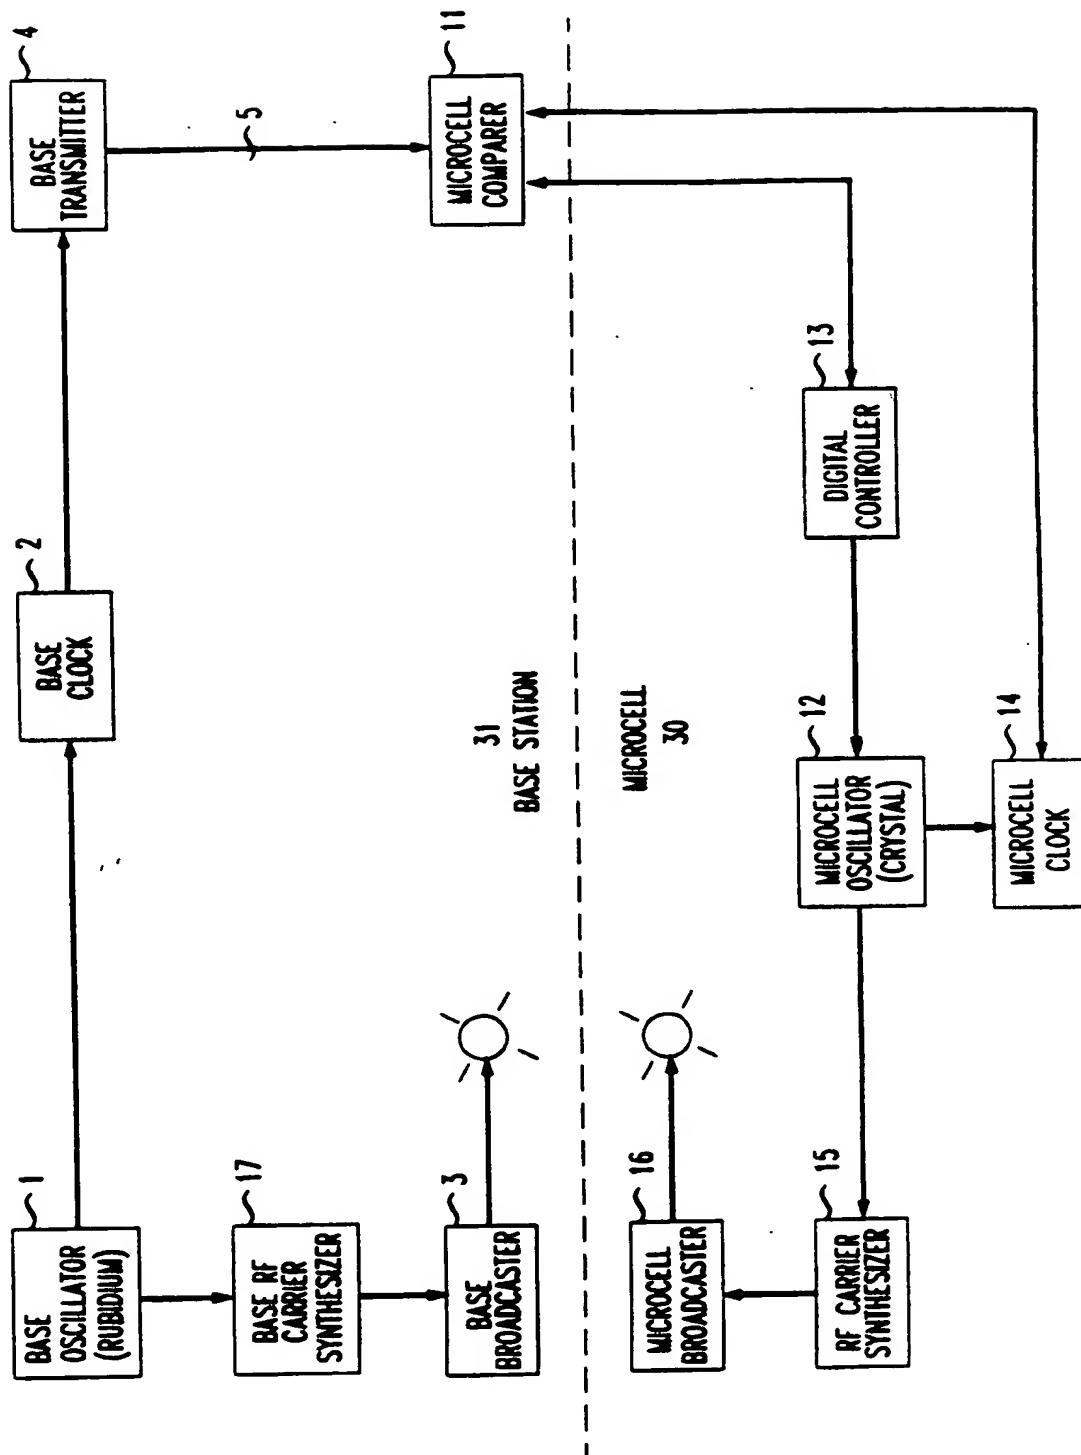 1
BASE
OSCILLATOR
(RUBIDIUM)
2
BASE
CLOCK
4
BASE
TRANSMITTER
5
17
BASE RF
CARRIER
SYNTHESIZER
3
BASE
BROADCASTER
11
MICROCELL
COMPARER
31
BASE STATION
MICROCELL
30
16
MICROCELL
BROADCASTER
15
RF CARRIER
SYNTHESIZER
12
MICROCELL
OSCILLATOR
(CRYSTAL)
13
DIGITAL
CONTROLLER
14
MICROCELL
CLOCK